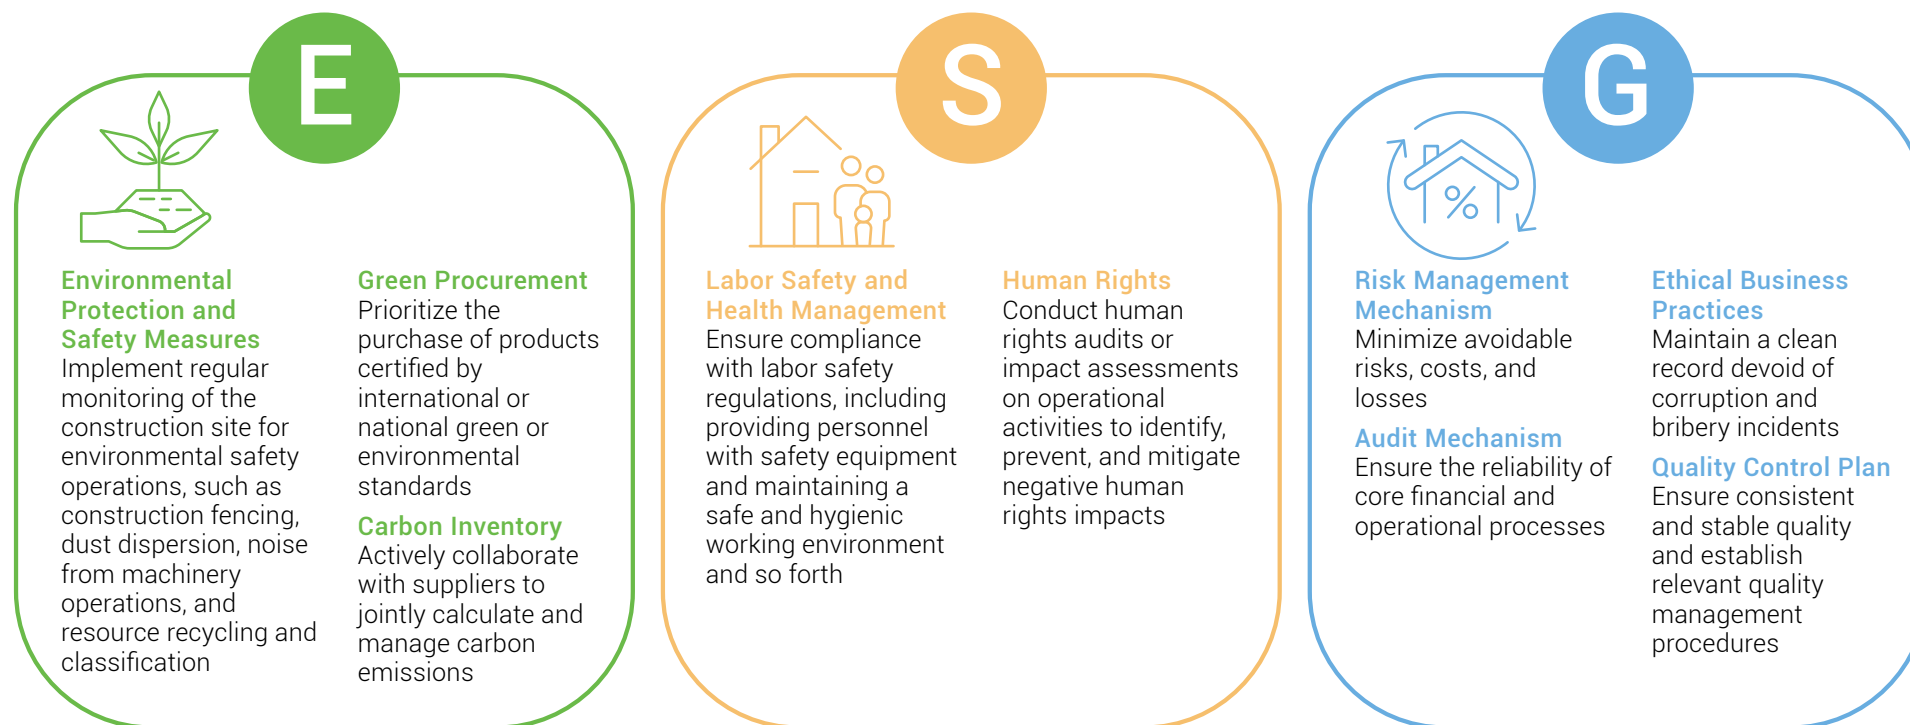 E
Environmental
Protection and
Safety Measures
Implement regular
monitoring of the
construction site for
environmental safety
operations, such as
construction fencing,
dust dispersion, noise
from machinery
operations, and
resource recycling and
classification
Green Procurement
Prioritize the
purchase of products
certified by
international or
national green or
environmental
standards
Carbon Inventory
Actively collaborate
with suppliers to
jointly calculate and
manage carbon
emissions
S
Labor Safety and
Health Management
Ensure compliance
with labor safety
regulations, including
providing personnel
with safety equipment
and maintaining a
safe and hygienic
working environment
and so forth
Human Rights
Conduct human
rights audits or
impact assessments
on operational
activities to identify,
prevent, and mitigate
negative human
rights impacts
G
%
Risk Management
Mechanism
Minimize avoidable
risks, costs, and
losses
Audit Mechanism
Ensure the reliability of
core financial and
operational processes
Ethical Business
Practices
Maintain a clean
record devoid of
corruption and
bribery incidents
Quality Control Plan
Ensure consistent
and stable quality
and establish
relevant quality
management
procedures